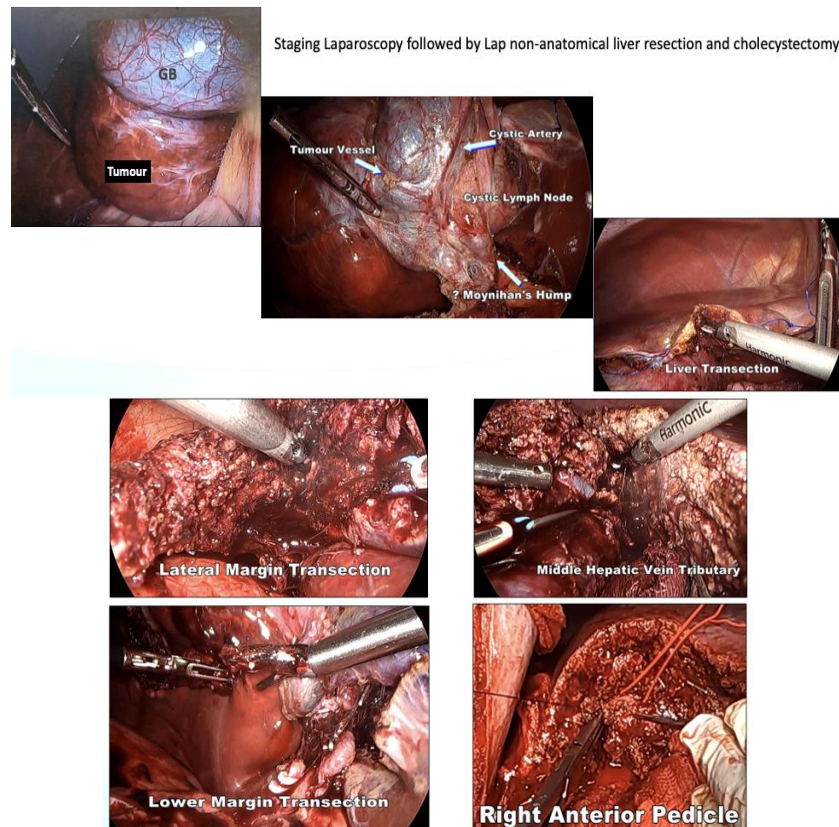 Staging Laparoscopy followed by Lap non-anatomical liver resection and cholecystectomy
GB
Tumour
Tumour Vessel
Cystic Artery
Cystic Lymph Node
? Moynihan's Hump
Harmonic
Liver Transection
Lateral Margin Transection
Harmonic
Middle Hepatic Vein Tributary
Lower Margin Transection
Right Anterior Pedicle